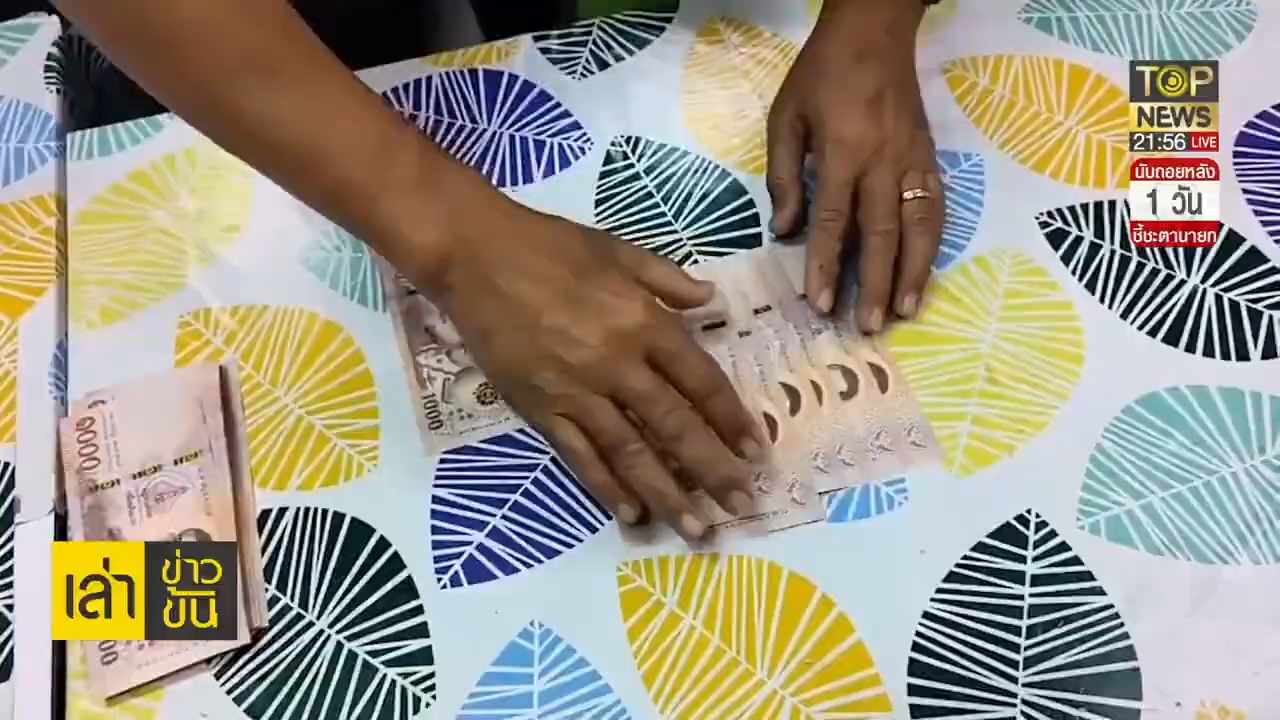 TOP
NEWS
21:56 LIVE
นับถอยหลัง
1 วัน
ชี้ชะตานายก
1000
1000
เล่า
ข่าว
ข้น